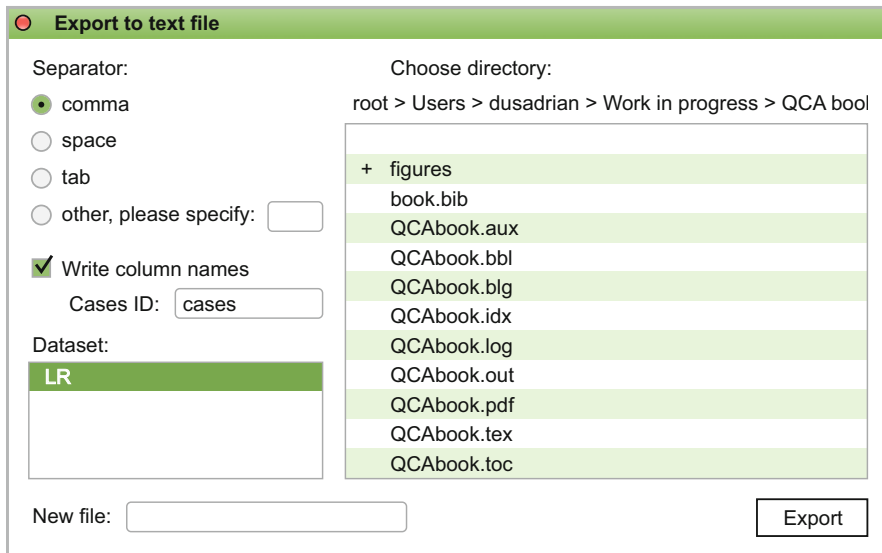 Export to text file
Separator:
comma
space
tab
other, please specify:
Write column names
Cases ID: cases
Dataset:
LR
Choose directory:
root > Users > dusadrian > Work in progress > QCA
+ figures
book.bib
QCAbook.aux
QCAbook.bbl
QCAbook.blg
QCAbook.idx
QCAbook.log
QCAbook.out
QCAbook.pdf
QCAbook.tex
QCAbook.toc
New file:
Export